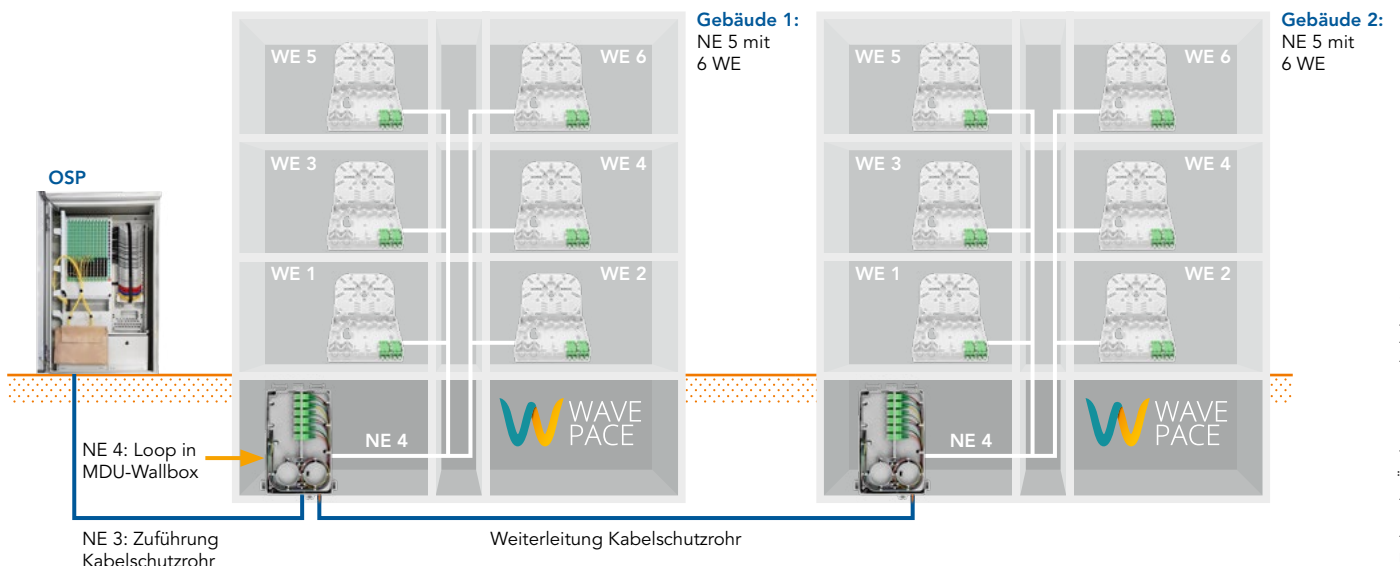 Gebäude 1:
NE 5 mit
6 WE
WE 5
WE 6
WE 3
WE 4
WE 1
WE 2
NE 4
WAVE
PACE
Gebäude 2:
NE 5 mit
6 WE
WE 5
WE 6
WE 3
WE 4
WE 1
WE 2
NE 4
WAVE
PACE
OSP
NE 4: Loop in
MDU-Wallbox
NE 3: Zuführung
Kabelschutzrohr
Weiterleitung Kabelschutzrohr